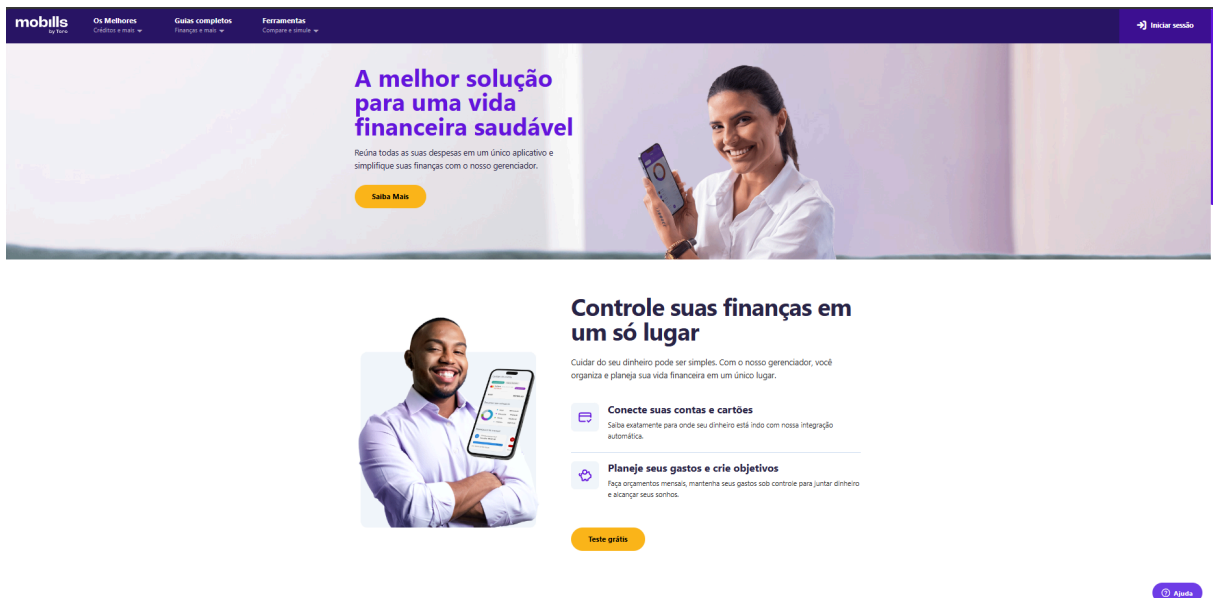 mobills
by Toro
Os Melhores
Créditos e mais
Guias completos
Finanças e mais
Ferramentas
Compare e simule
Iniciar sessão
A melhor solução
para uma vida
financeira saudável
Reúna todas as suas despesas em um único aplicativo e
simplifique suas finanças com o nosso gerenciador.
Saiba Mais
Controle suas finanças em
um só lugar
Cuidar do seu dinheiro pode ser simples. Com o nosso gerenciador, você
organiza e planeja sua vida financeira em um único lugar.
Conecte suas contas e cartões
Saiba exatamente para onde seu dinheiro está indo com nossa integração
automática.
Planeje seus gastos e crie objetivos
Faça orçamentos mensais, mantenha seus gastos sob controle para juntar dinheiro
e alcançar seus sonhos.
Teste grátis
Ajuda